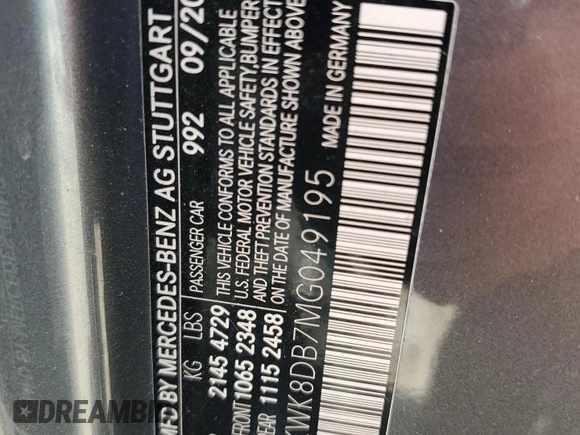 MFD BY MERCEDES-BENZ AG STUTTGART
992 09/20
KG LBS PASSENGER CAR
2145 4729 THIS VEHICLE CONFORMS TO ALL APPLICABLE
FRONT 1065 2348 U.S. FEDERAL MOTOR VEHICLE SAFETY, BUMPER
REAR 1115 2458 AND THEFT PREVENTION STANDARDS IN EFFECT
ON THE DATE OF MANUFACTURE SHOWN ABOVE
WK8DB7MG049195 MADE IN GERMANY
DREAMBID